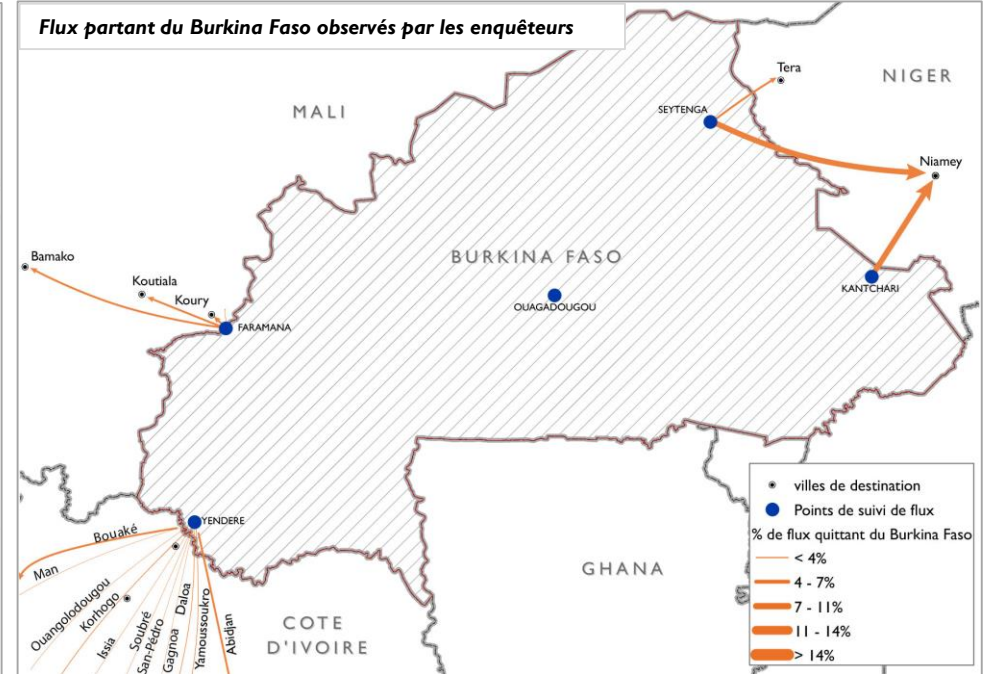 Flux partant du Burkina Faso observés par les enquêteurs
Tera
NIGER
MALI
SEYTENGA
Niamey
Bamako
BURKINA FASO
Koutiala
KANTCHARI
Koury
OUAGADOUGOU
FARAMANA
YENDERE
Bouaké
Man
Ouangolodougou
Korhogo
Issia
Soubré
San-Pédro
Gagnoa
Daloa
Yamoussoukro
Abidjan
COTE
D'IVOIRE
GHANA
villes de destination
Points de suivi de flux
% de flux quittant du Burkina Faso
< 4%
4 - 7%
7 - 11%
11 - 14%
> 14%